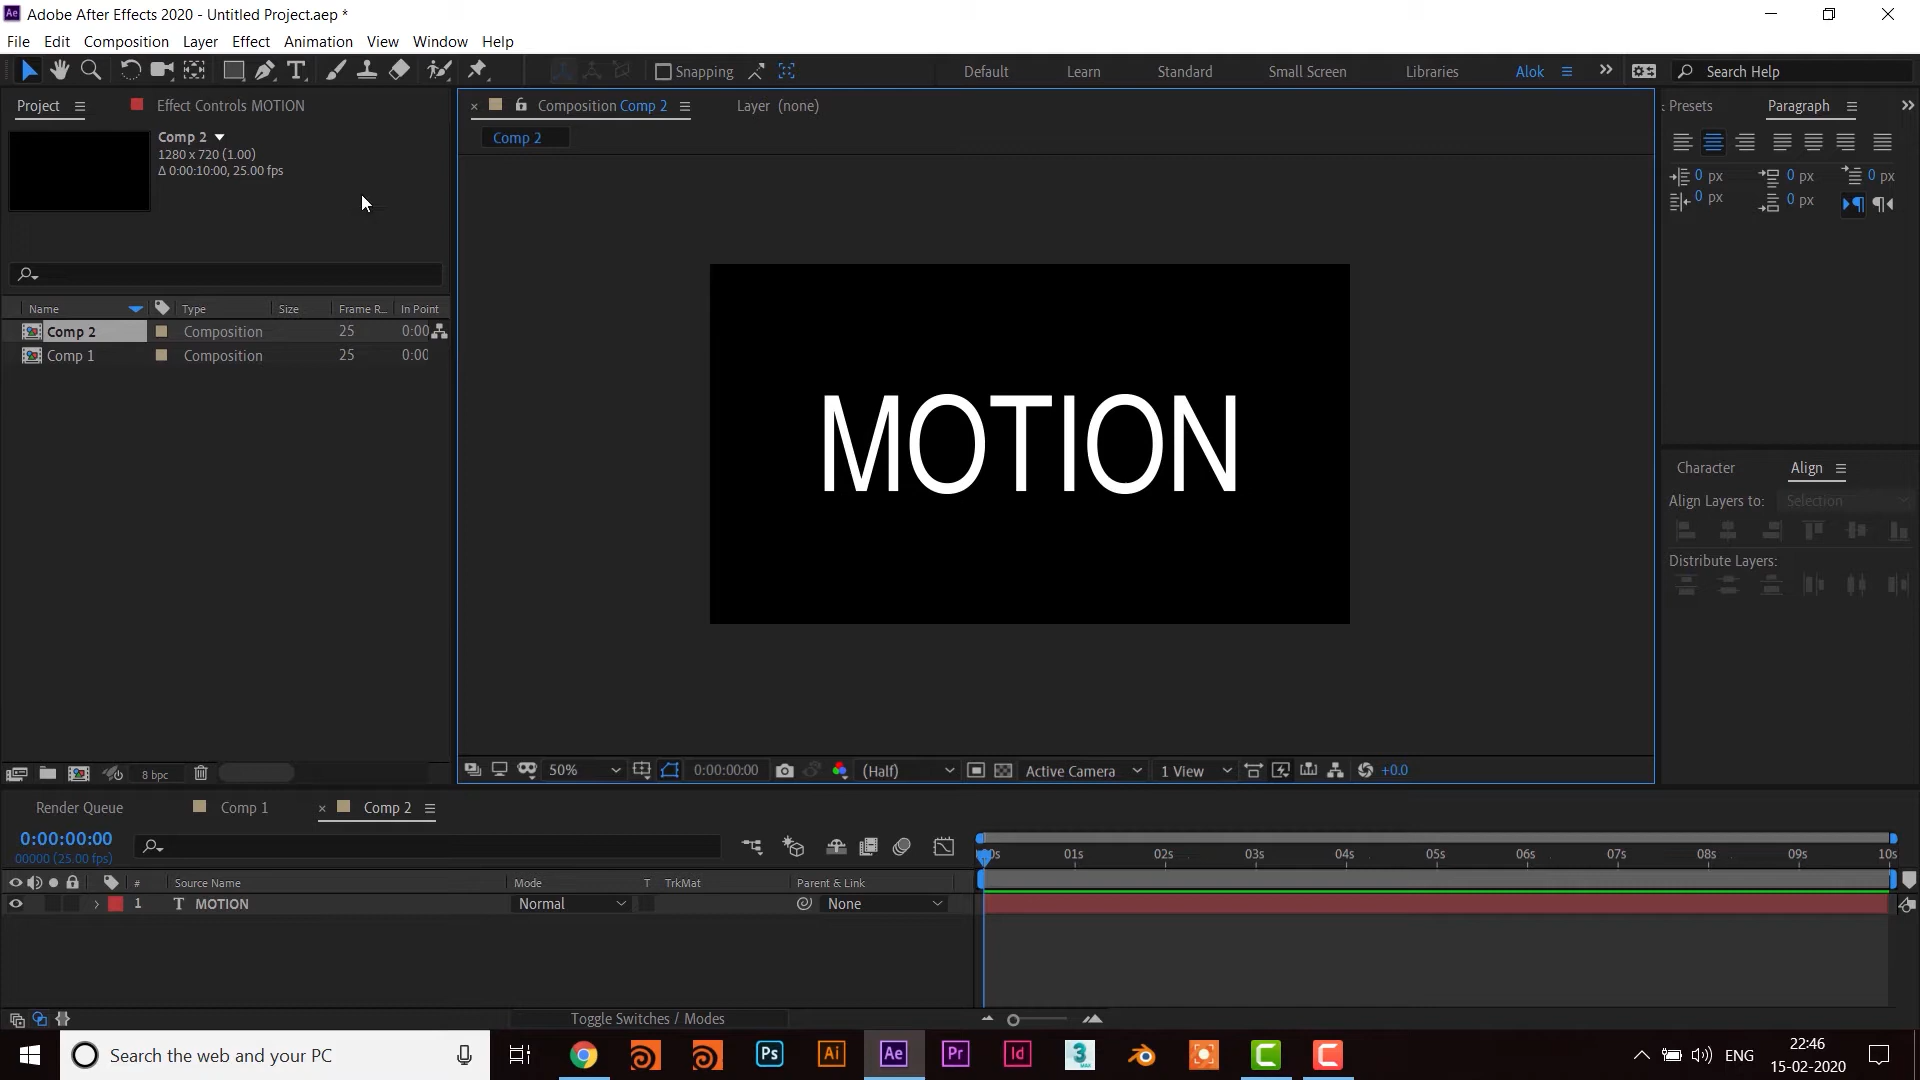 Ae Adobe After Effects 2020 - Untitled Project.aep *
File Edit Composition Layer Effect Animation View Window Help
Snapping Default Learn Standard Small Screen Libraries Alok Search Help
Project Effect Controls MOTION
Composition Comp 2 Layer (none)
Presets Paragraph
Comp 2
1280 x 720 (1.00)
Δ 0:00:10:00, 25.00 fps
Comp 2
0 px 0 px 0 px
0 px 0 px
Name Type Size Frame R... In Point
Comp 2 Composition 25 0:00
Comp 1 Composition 25 0:00
MOTION
Character Align
Align Layers to: Selection
Distribute Layers:
8 bpc
50% 0:00:00:00 (Half) Active Camera 1 View +0.0
Render Queue Comp 1 Comp 2
0:00:00:00
00000 (25.00 fps)
01s 02s 03s 04s 05s 06s 07s 08s 09s 10s
# Source Name Mode T TrkMat Parent & Link
1 T MOTION Normal None
Toggle Switches / Modes
Search the web and your PC
Ps Ai Ae Pr Id 3
ENG
22:46
15-02-2020